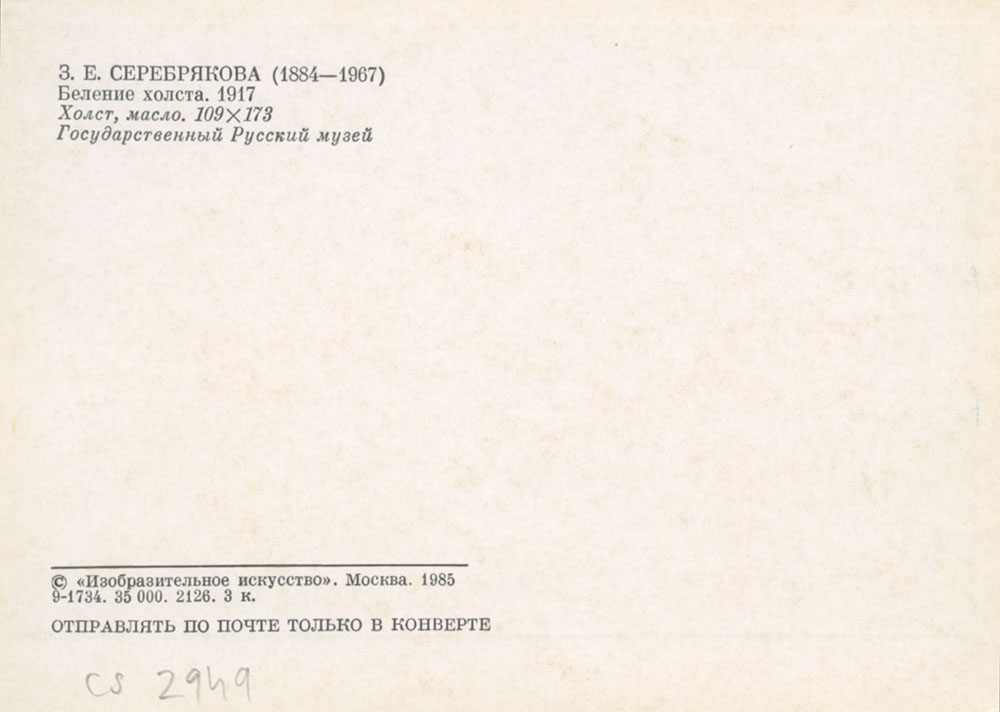 З. Е. СЕРЕБРЯКОВА (1884—1967)
Беление холста. 1917
Холст, масло. 109×173
Государственный Русский музей
© «Изобразительное искусство». Москва. 1985
9-1734. 35 000. 2126. 3 к.
ОТПРАВЛЯТЬ ПО ПОЧТЕ ТОЛЬКО В КОНВЕРТЕ
cs 2949